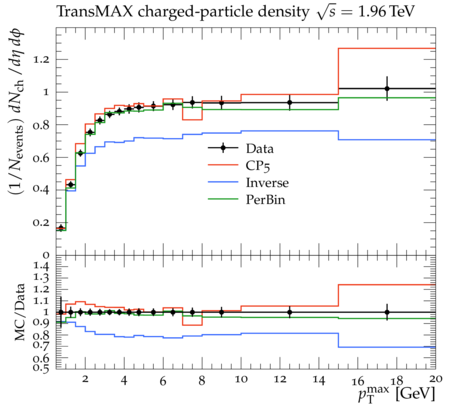 TransMAX charged-particle density √s = 1.96 TeV
(1/N_events) dN_ch/dη dφ
1.2
1
0.8
0.6
0.4
0.2
0
Data
CP5
Inverse
PerBin
MC/Data
1.4
1.3
1.2
1.1
1
0.9
0.8
0.7
0.6
0.5
2 4 6 8 10 12 14 16 18 20
p_T^max [GeV]